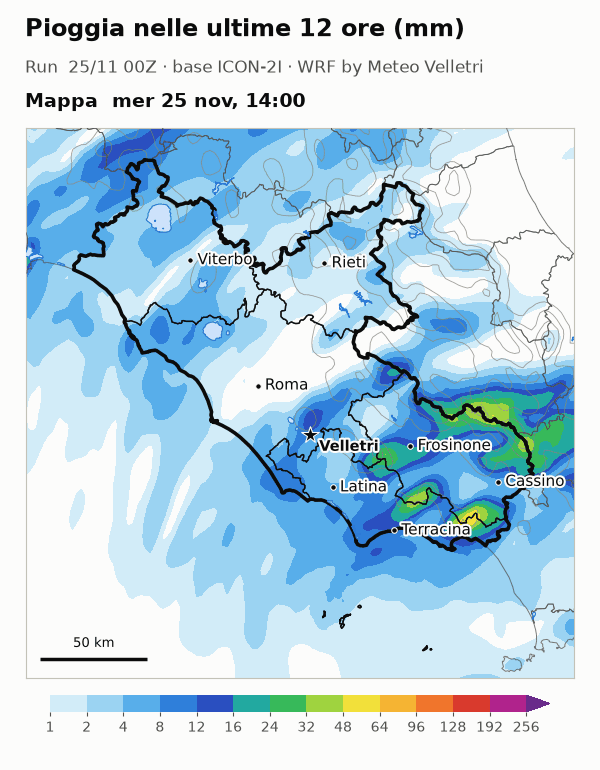 Pioggia nelle ultime 12 ore (mm)
Run 25/11 00Z · base ICON-2I · WRF by Meteo Velletri
Mappa mer 25 nov, 14:00
Viterbo
Rieti
Roma
Velletri
Frosinone
Latina
Cassino
Terracina
50 km
1 2 4 8 12 16 24 32 48 64 96 128 192 256